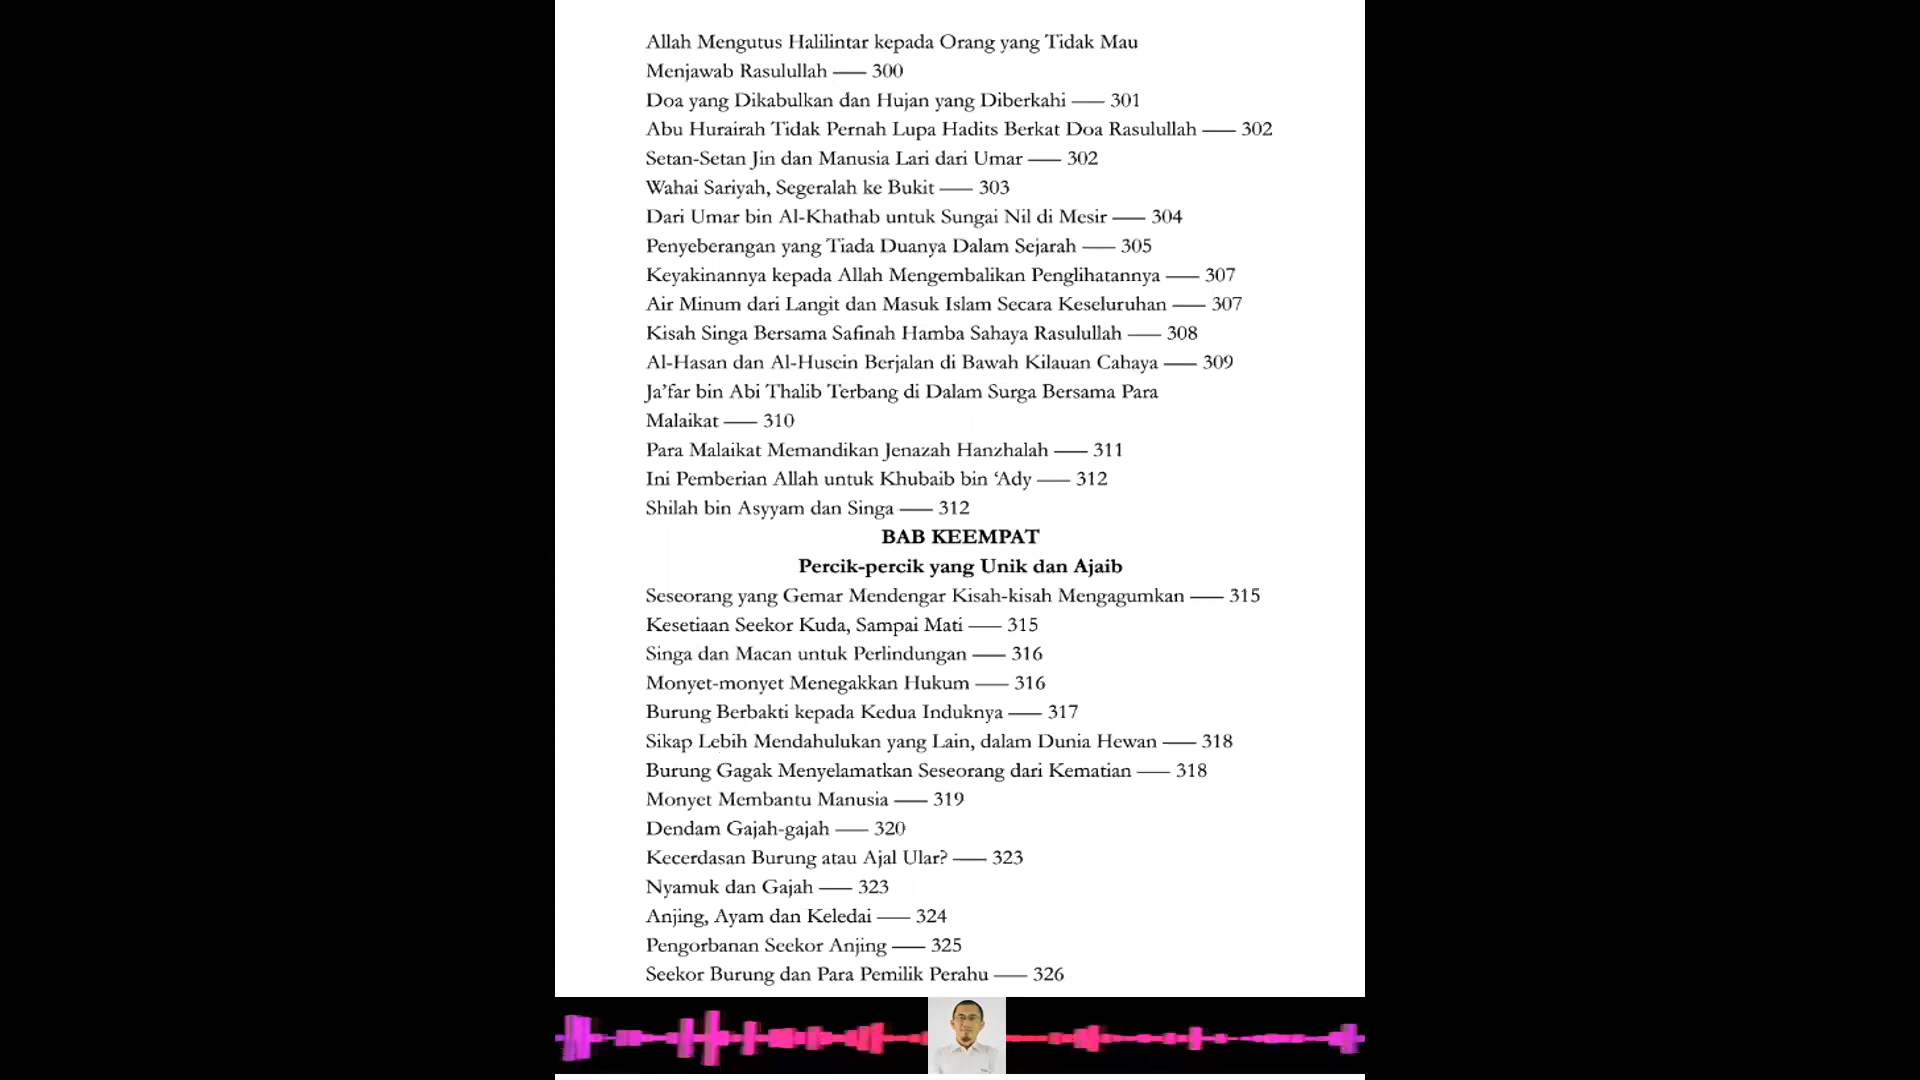 Allah Mengutus Halilintar kepada Orang yang Tidak Mau
Menjawab Rasulullah —— 300
Doa yang Dikabulkan dan Hujan yang Diberkahi —— 301
Abu Hurairah Tidak Pernah Lupa Hadits Berkat Doa Rasulullah —— 302
Setan-Setan Jin dan Manusia Lari dari Umar —— 302
Wahai Sariyah, Segeralah ke Bukit —— 303
Dari Umar bin Al-Khathab untuk Sungai Nil di Mesir —— 304
Penyeberangan yang Tiada Duanya Dalam Sejarah —— 305
Keyakinannya kepada Allah Mengembalikan Penglihatannya —— 307
Air Minum dari Langit dan Masuk Islam Secara Keseluruhan —— 307
Kisah Singa Bersama Safinah Hamba Sahaya Rasulullah —— 308
Al-Hasan dan Al-Husein Berjalan di Bawah Kilauan Cahaya —— 309
Ja’far bin Abi Thalib Terbang di Dalam Surga Bersama Para
Malaikat —— 310
Para Malaikat Memandikan Jenazah Hanzhalah —— 311
Ini Pemberian Allah untuk Khubaib bin ‘Ady —— 312
Shilah bin Asyyam dan Singa —— 312
BAB KEEMPAT
Percik-percik yang Unik dan Ajaib
Seseorang yang Gemar Mendengar Kisah-kisah Mengagumkan —— 315
Kesetiaan Seekor Kuda, Sampai Mati —— 315
Singa dan Macan untuk Perlindungan —— 316
Monyet-monyet Menegakkan Hukum —— 316
Burung Berbakti kepada Kedua Induknya —— 317
Sikap Lebih Mendahulukan yang Lain, dalam Dunia Hewan —— 318
Burung Gagak Menyelamatkan Seseorang dari Kematian —— 318
Monyet Membantu Manusia —— 319
Dendam Gajah-gajah —— 320
Kecerdasan Burung atau Ajal Ular? —— 323
Nyamuk dan Gajah —— 323
Anjing, Ayam dan Keledai —— 324
Pengorbanan Seekor Anjing —— 325
Seekor Burung dan Para Pemilik Perahu —— 326